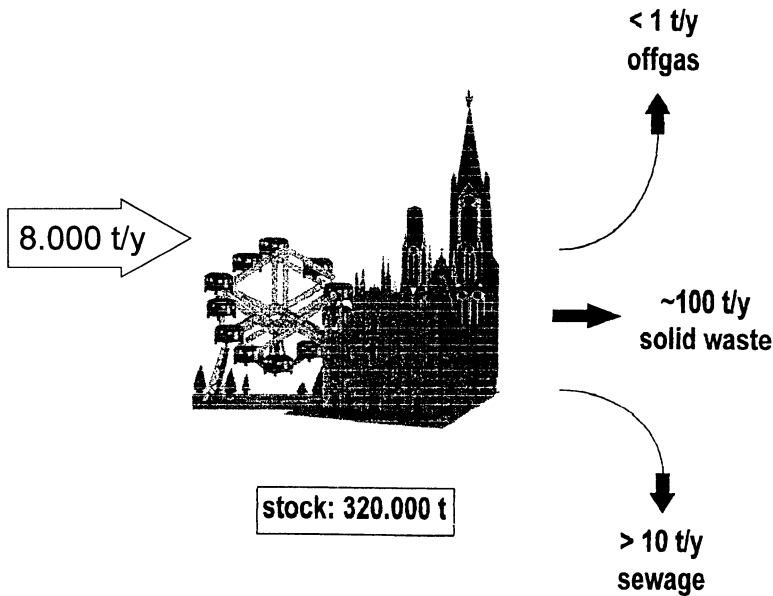 < 1 t/y
offgas
8.000 t/y
~100 t/y
solid waste
stock: 320.000 t
> 10 t/y
sewage